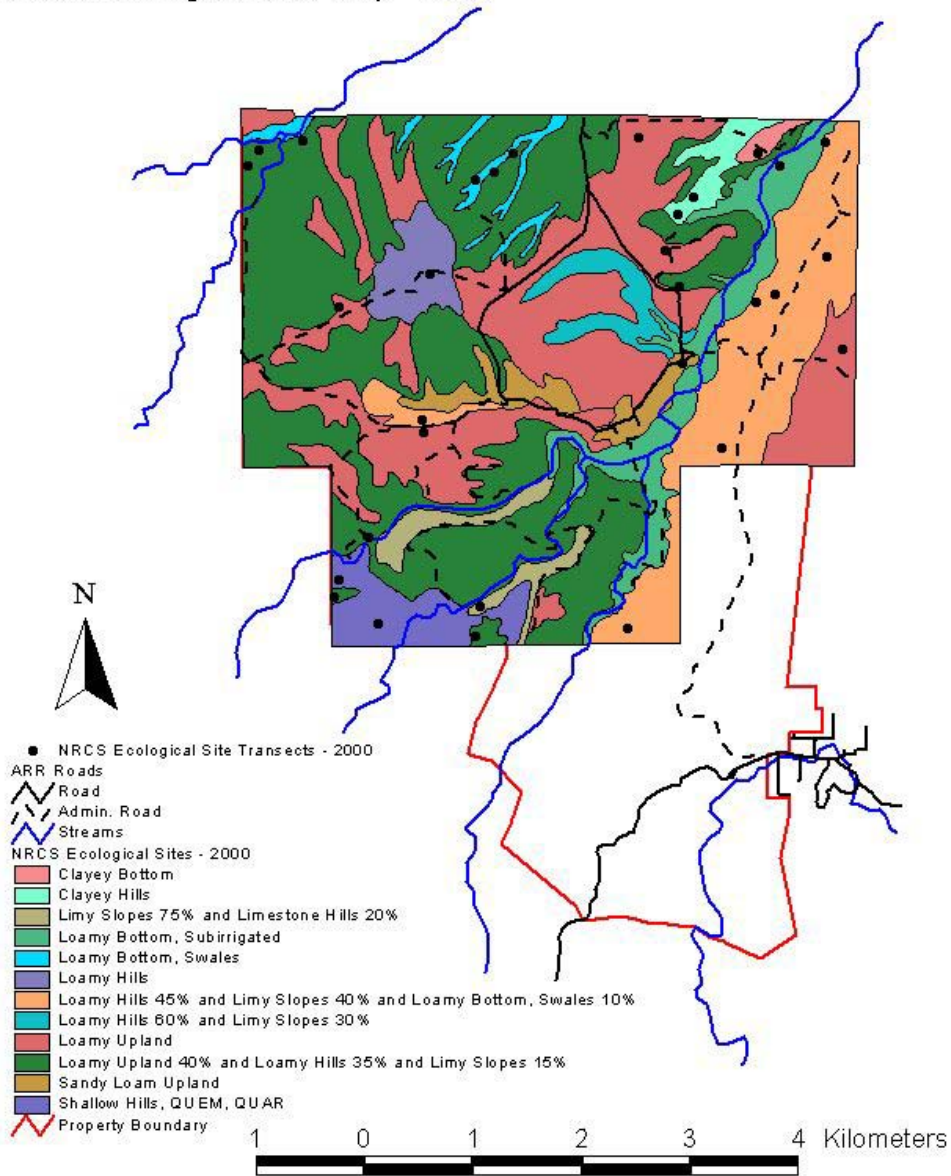 N
NRCS Ecological Site Transects - 2000
ARR Roads
Road
Admin. Road
Streams
NRCS Ecological Sites - 2000
Clayey Bottom
Clayey Hills
Limy Slopes 75% and Limestone Hills 20%
Loamy Bottom, Subirrigated
Loamy Bottom, Swales
Loamy Hills
Loamy Hills 45% and Limy Slopes 40% and Loamy Bottom, Swales 10%
Loamy Hills 60% and Limy Slopes 30%
Loamy Upland
Loamy Upland 40% and Loamy Hills 35% and Limy Slopes 15%
Sandy Loam Upland
Shallow Hills, QUEM, QUAR
Property Boundary
1 0 1 2 3 4 Kilometers